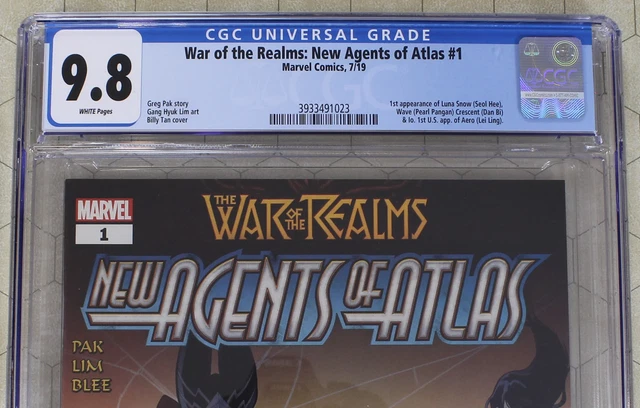 CGC UNIVERSAL GRADE
9.8
WHITE Pages
War of the Realms: New Agents of Atlas #1
Marvel Comics, 7/19
Greg Pak story
Gang Hyuk Lim art
Billy Tan cover
3933491023
1st appearance of Luna Snow (Seol Hee),
Wave (Pearl Pangan) Crescent (Dan Bi)
& Io. 1st U.S. app. of Aero (Lei Ling).
CGC
MARVEL
1
THE WAR OF THE REALMS
NEW AGENTS OF ATLAS
PAK
LIM
BLEE